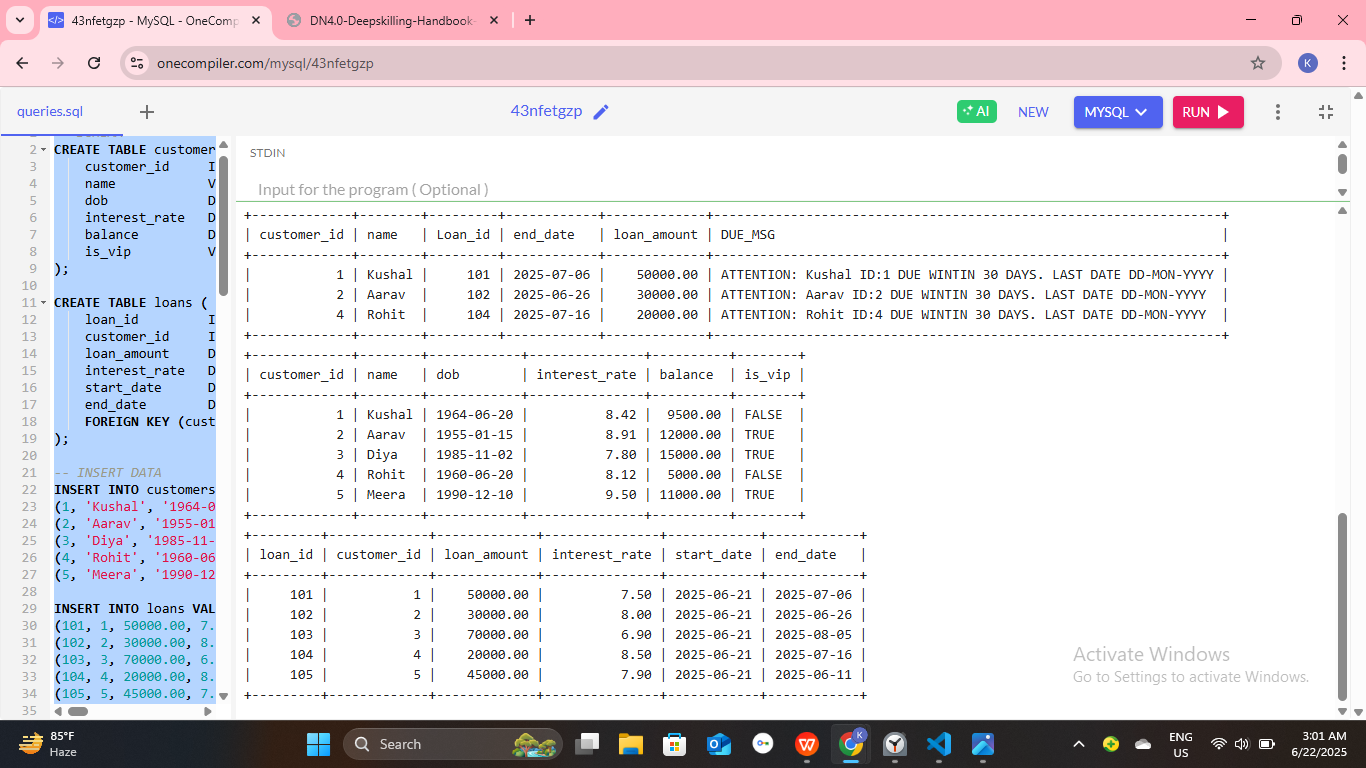 43nfetgzp - MySQL - OneComp
DN4.0-Deepskilling-Handbook-
onecompiler.com/mysql/43nfetgzp
K
queries.sql
43nfetgzp
AI
NEW
MYSQL
RUN
2 CREATE TABLE customer
3 customer_id I
4 name V
5 dob D
6 interest_rate D
7 balance D
8 is_vip V
9 );
10
11 CREATE TABLE loans (
12 loan_id I
13 customer_id I
14 loan_amount D
15 interest_rate D
16 start_date D
17 end_date D
18 FOREIGN KEY (cust
19 );
20
21 -- INSERT DATA
22 INSERT INTO customers
23 (1, 'Kushal', '1964-0
24 (2, 'Aarav', '1955-01
25 (3, 'Diya', '1985-11-
26 (4, 'Rohit', '1960-06
27 (5, 'Meera', '1990-12
28
29 INSERT INTO loans VAL
30 (101, 1, 50000.00, 7.
31 (102, 2, 30000.00, 8.
32 (103, 3, 70000.00, 6.
33 (104, 4, 20000.00, 8.
34 (105, 5, 45000.00, 7.
35
STDIN
Input for the program ( Optional )
| customer_id | name | Loan_id | end_date | loan_amount | DUE_MSG |
| 1 | Kushal | 101 | 2025-07-06 | 50000.00 | ATTENTION: Kushal ID:1 DUE WINTIN 30 DAYS. LAST DATE DD-MON-YYYY |
| 2 | Aarav | 102 | 2025-06-26 | 30000.00 | ATTENTION: Aarav ID:2 DUE WINTIN 30 DAYS. LAST DATE DD-MON-YYYY |
| 4 | Rohit | 104 | 2025-07-16 | 20000.00 | ATTENTION: Rohit ID:4 DUE WINTIN 30 DAYS. LAST DATE DD-MON-YYYY |
| customer_id | name | dob | interest_rate | balance | is_vip |
| 1 | Kushal | 1964-06-20 | 8.42 | 9500.00 | FALSE |
| 2 | Aarav | 1955-01-15 | 8.91 | 12000.00 | TRUE |
| 3 | Diya | 1985-11-02 | 7.80 | 15000.00 | TRUE |
| 4 | Rohit | 1960-06-20 | 8.12 | 5000.00 | FALSE |
| 5 | Meera | 1990-12-10 | 9.50 | 11000.00 | TRUE |
| loan_id | customer_id | loan_amount | interest_rate | start_date | end_date |
| 101 | 1 | 50000.00 | 7.50 | 2025-06-21 | 2025-07-06 |
| 102 | 2 | 30000.00 | 8.00 | 2025-06-21 | 2025-06-26 |
| 103 | 3 | 70000.00 | 6.90 | 2025-06-21 | 2025-08-05 |
| 104 | 4 | 20000.00 | 8.50 | 2025-06-21 | 2025-07-16 |
| 105 | 5 | 45000.00 | 7.90 | 2025-06-21 | 2025-06-11 |
Activate Windows
Go to Settings to activate Windows.
85°F
Haze
Search
K
ENG
US
3:01 AM
6/22/2025